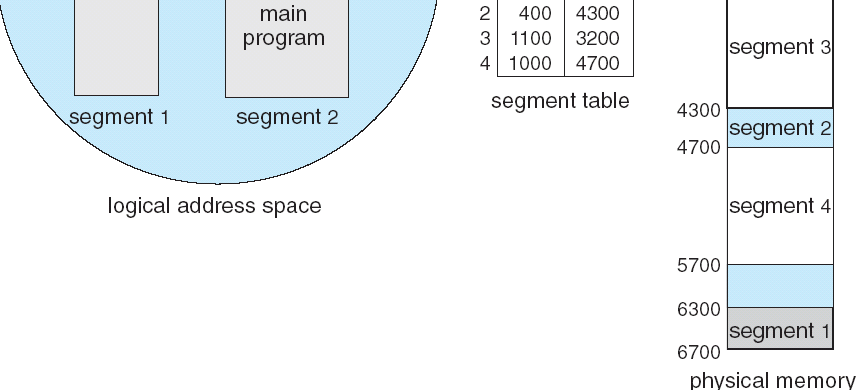 main
program
segment 1
segment 2
logical address space
2 400 4300
3 1100 3200
4 1000 4700
segment table
segment 3
4300
segment 2
4700
segment 4
5700
6300
segment 1
6700
physical memory